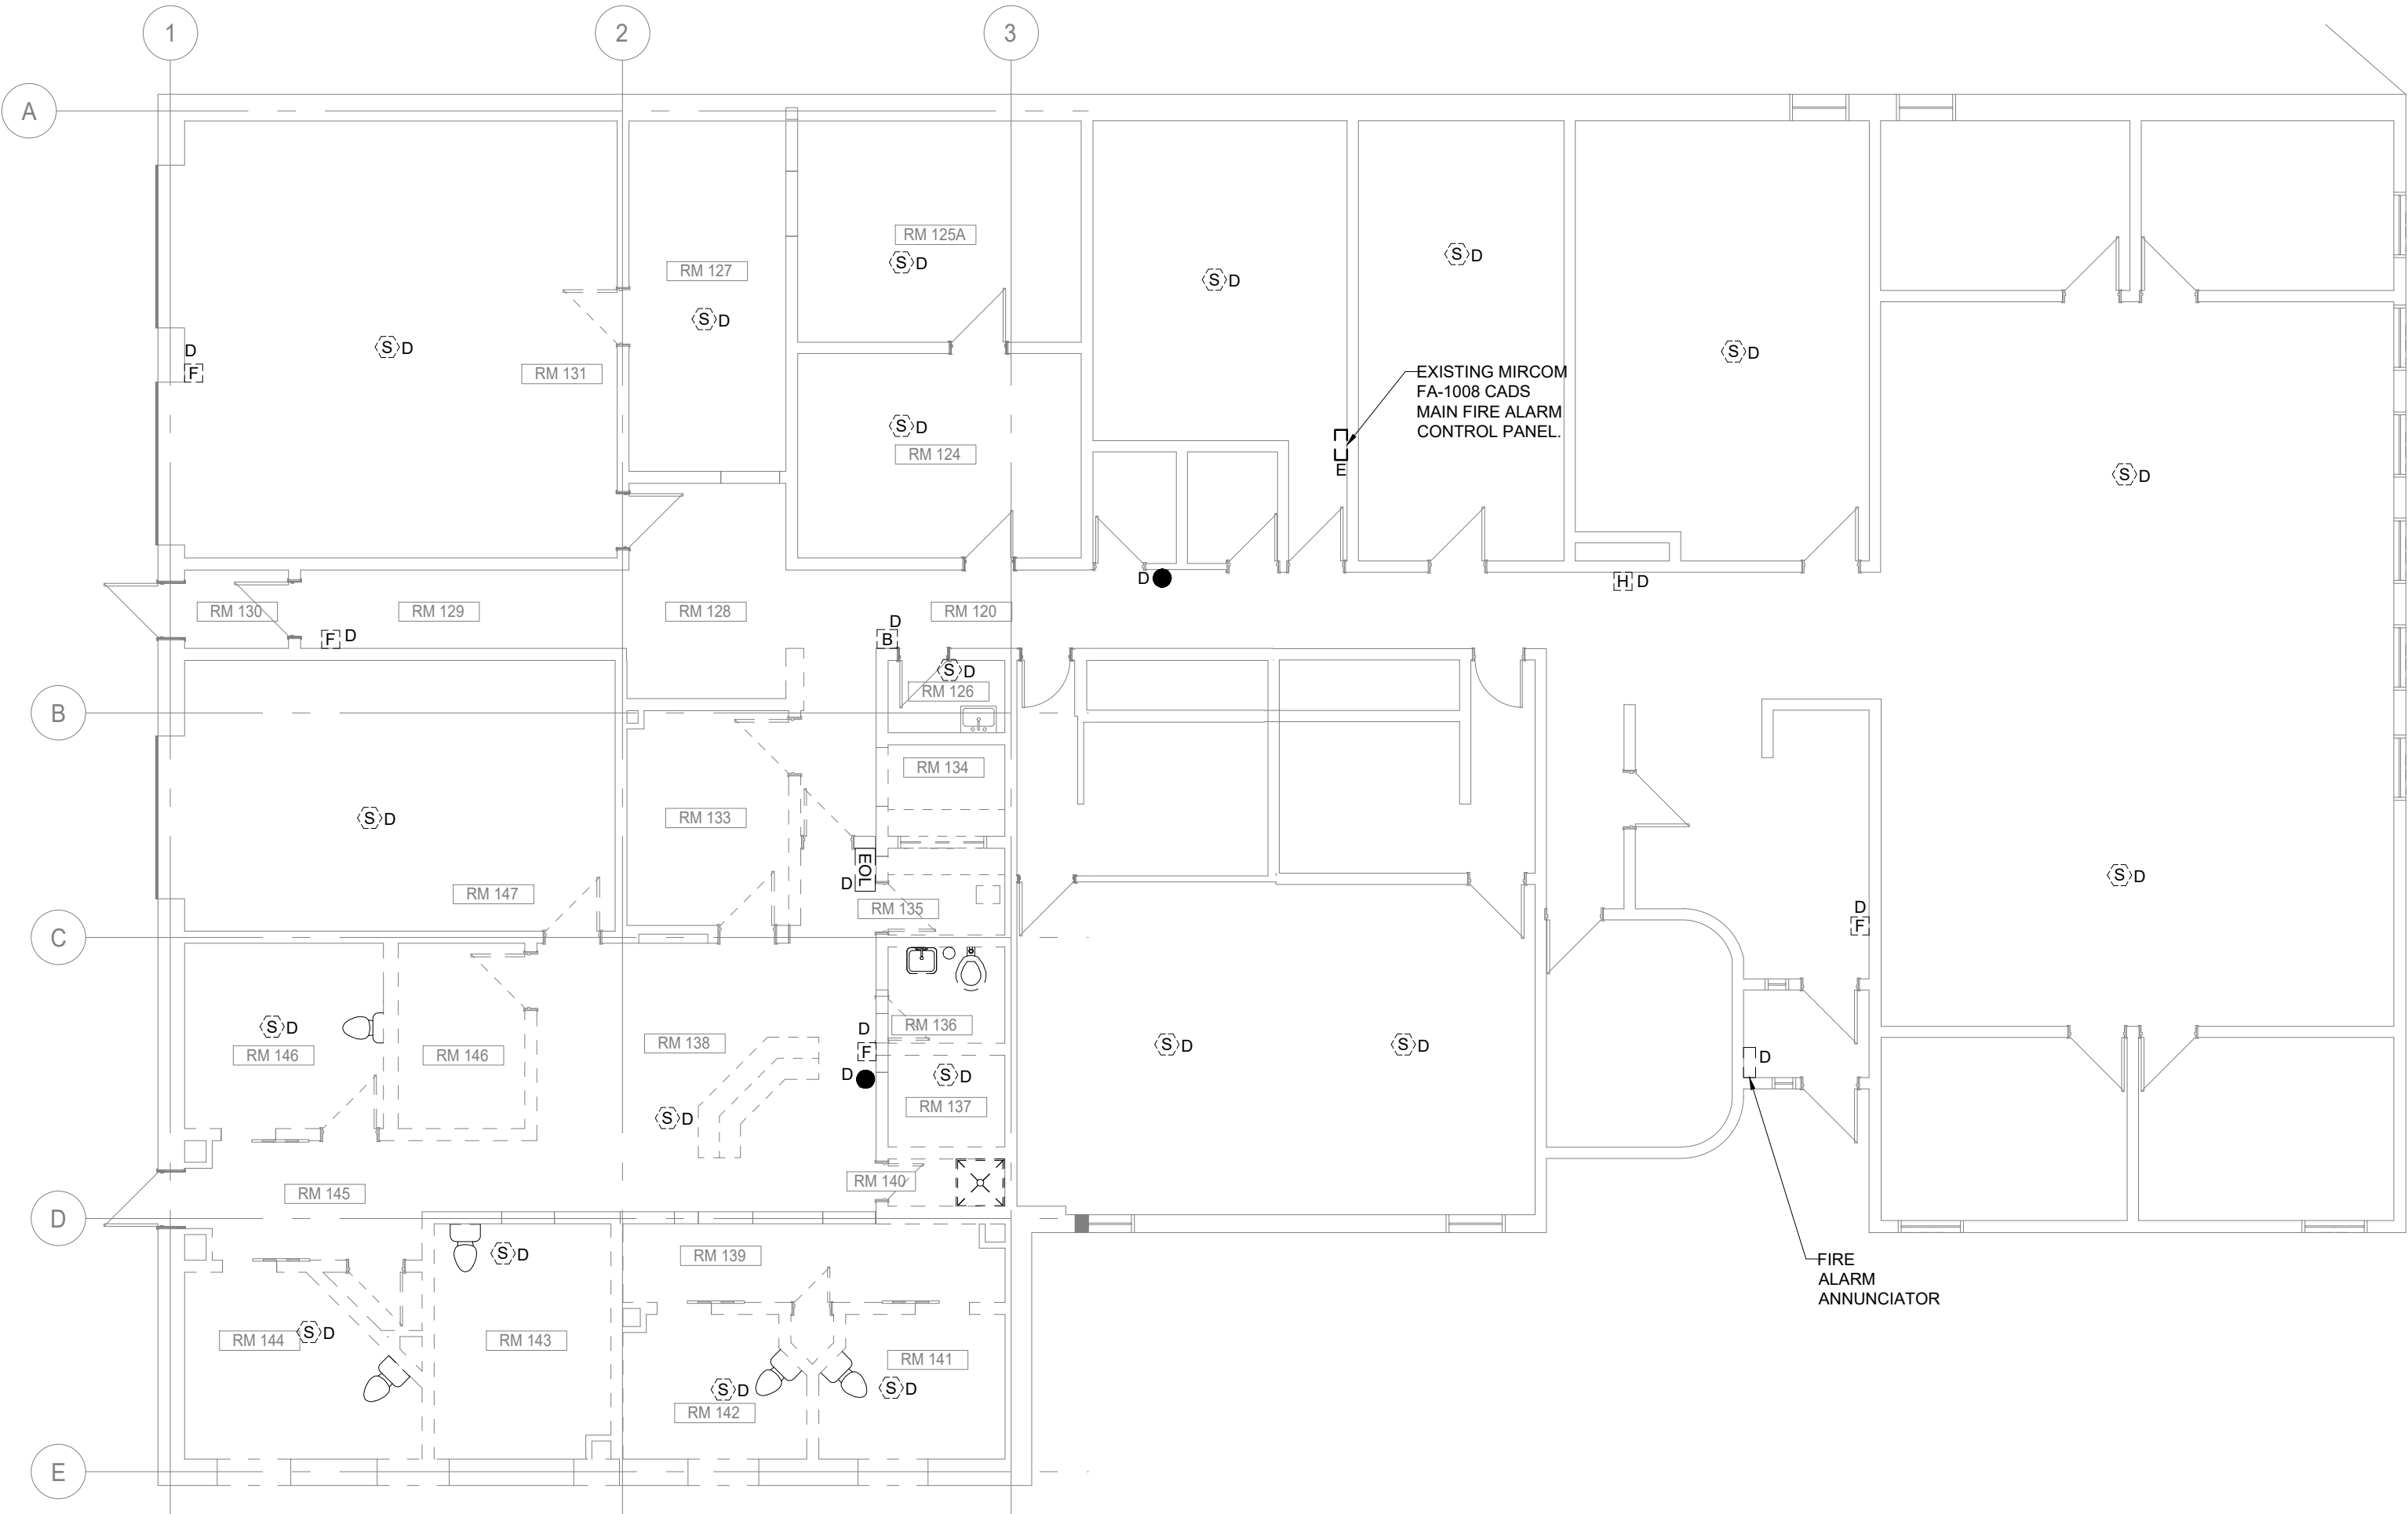 1
2
3
A
RM 125A
S D
RM 127
S D
S D
S D
S D
D
F
S D
RM 131
S D
EXISTING MIRCOM
FA-1008 CADS
MAIN FIRE ALARM
CONTROL PANEL.
E
S D
RM 124
S D
D
H D
RM 130
RM 129
RM 128
RM 120
F D
D
B
S D
RM 126
B
RM 134
RM 133
S D
EOL
D
S D
RM 147
RM 135
D
F
C
S D
RM 146
RM 146
RM 138
D
F
RM 136
S D
S D
D
D
S D
RM 137
S D
RM 140
RM 145
D
S D
RM 139
FIRE
ALARM
ANNUNCIATOR
RM 144
S D
RM 143
RM 141
S D
S D
RM 142
E